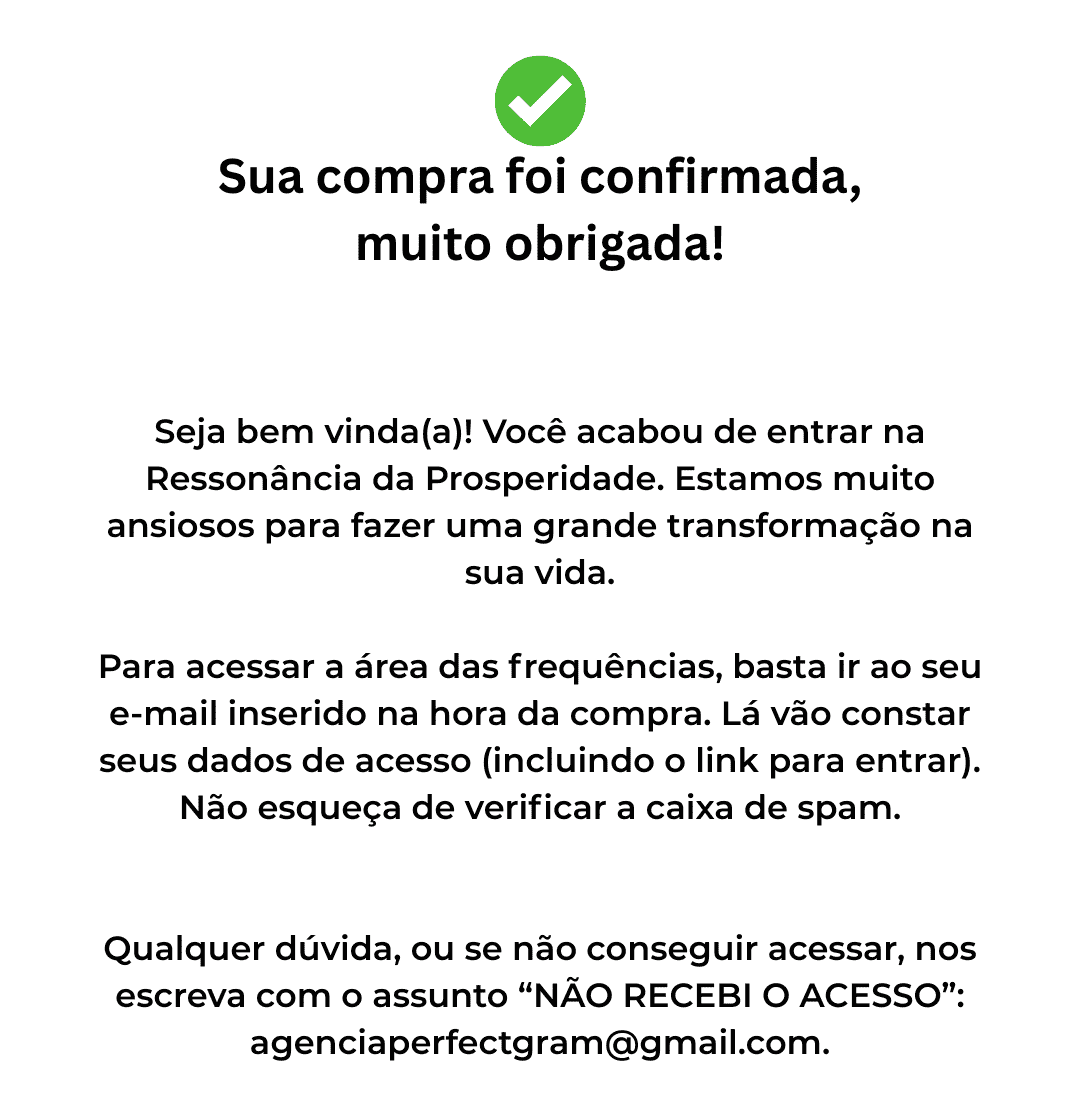 Sua compra foi confirmada,
muito obrigada!
Seja bem vinda(a)! Você acabou de entrar na
Ressonância da Prosperidade. Estamos muito
ansiosos para fazer uma grande transformação na
sua vida.
Para acessar a área das frequências, basta ir ao seu
e-mail inserido na hora da compra. Lá vão constar
seus dados de acesso (incluindo o link para entrar).
Não esqueça de verificar a caixa de spam.
Qualquer dúvida, ou se não conseguir acessar, nos
escreva com o assunto “NÃO RECEBI O ACESSO”:
agenciaperfectgram@gmail.com.